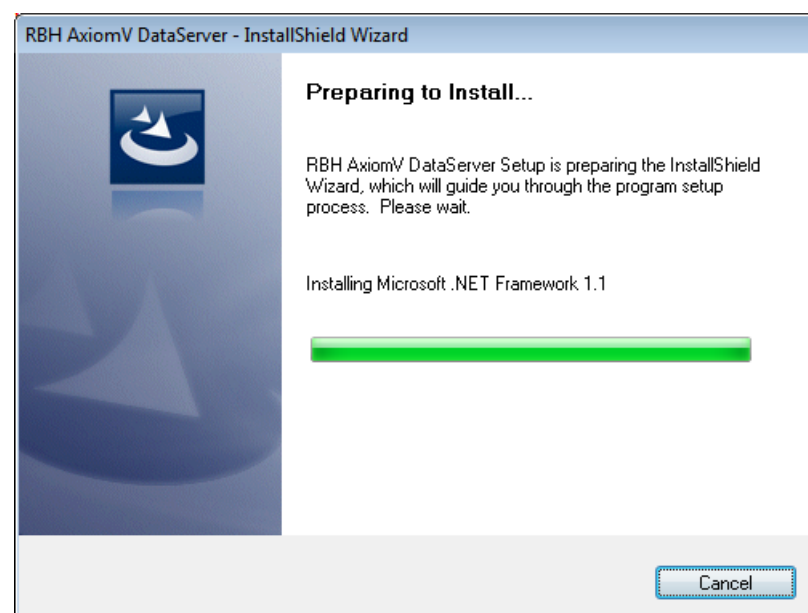 RBH AxiomV DataServer - InstallShield Wizard
Preparing to Install...
RBH AxiomV DataServer Setup is preparing the InstallShield
Wizard, which will guide you through the program setup
process. Please wait.
Installing Microsoft .NET Framework 1.1
Cancel